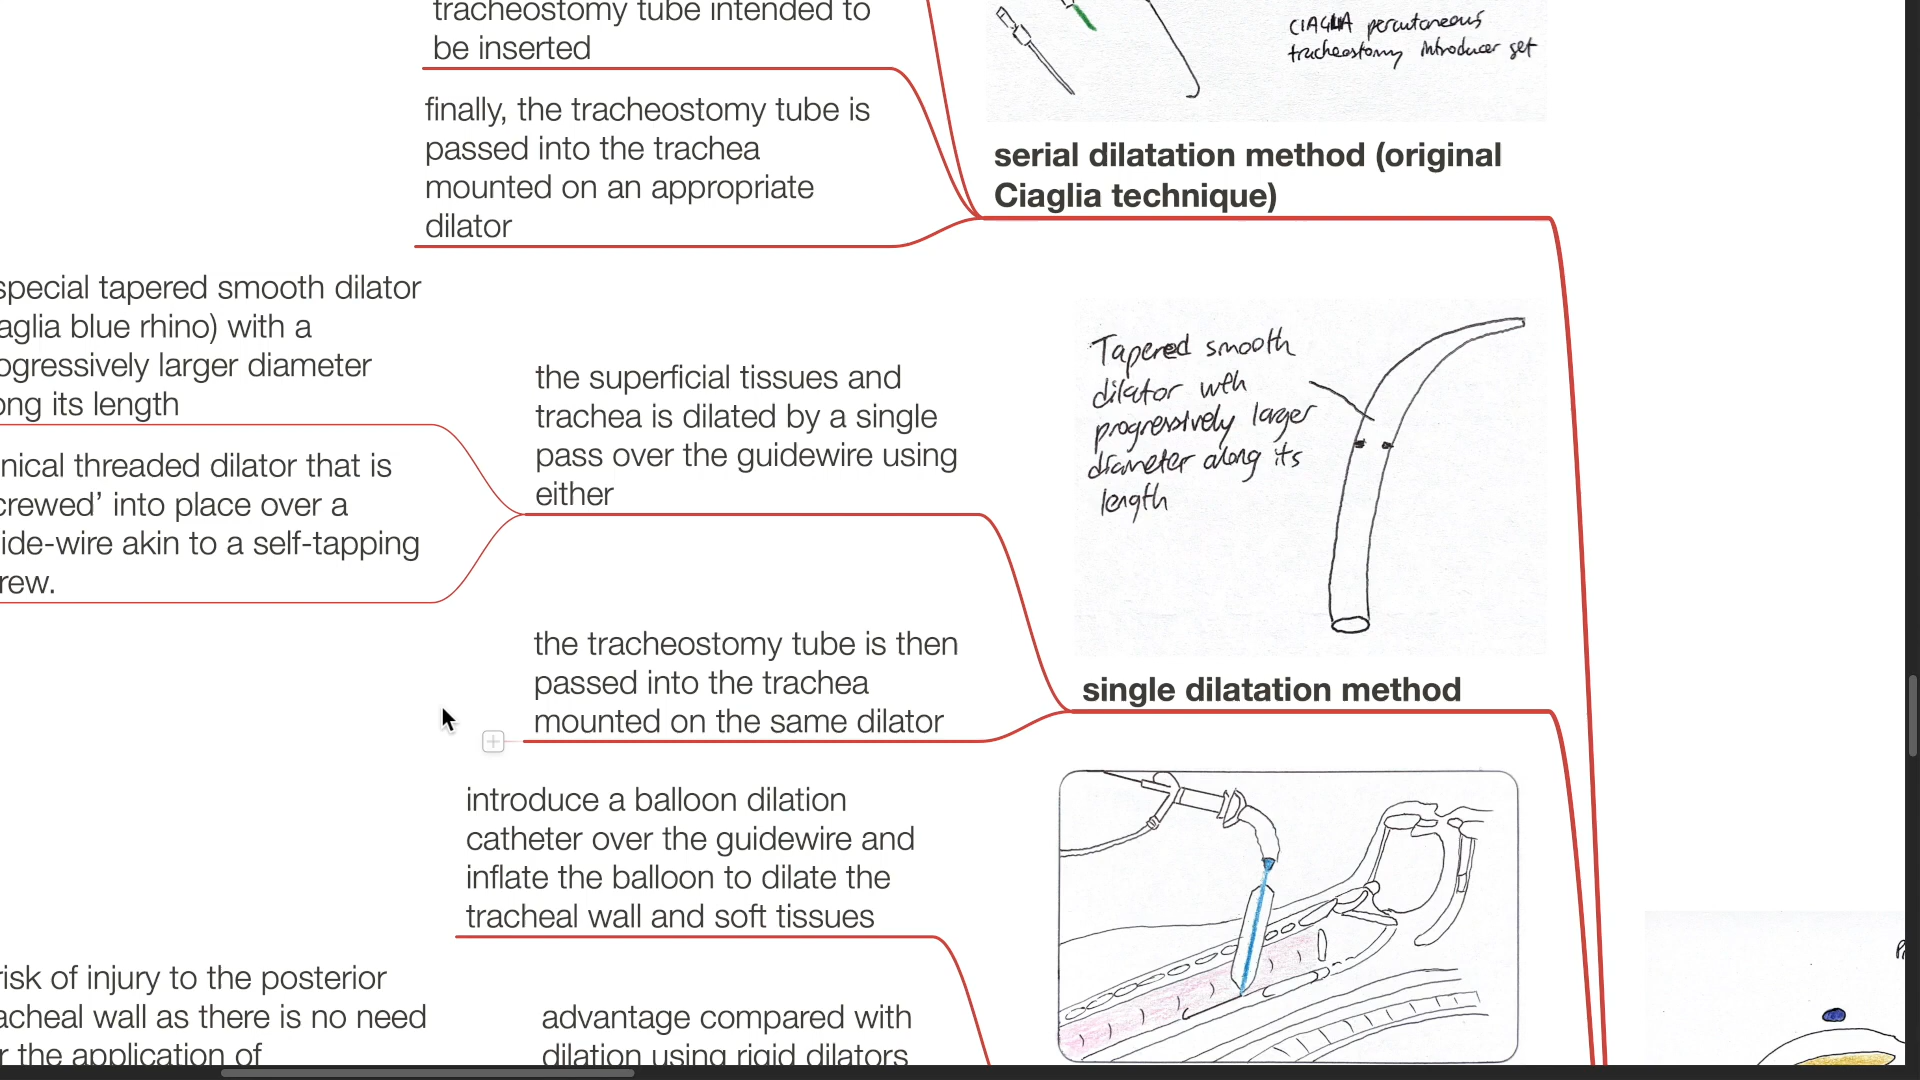 tracheostomy tube intended to
be inserted
CIAGLIA percutaneous
tracheostomy introducer set
finally, the tracheostomy tube is
passed into the trachea
mounted on an appropriate
dilator
serial dilatation method (original
Ciaglia technique)
special tapered smooth dilator
aglia blue rhino) with a
ogressively larger diameter
ong its length
nical threaded dilator that is
crewed’ into place over a
ide-wire akin to a self-tapping
rew.
the superficial tissues and
trachea is dilated by a single
pass over the guidewire using
either
Tapered smooth
dilator with
progressively larger
diameter along its
length
the tracheostomy tube is then
passed into the trachea
mounted on the same dilator
single dilatation method
introduce a balloon dilation
catheter over the guidewire and
inflate the balloon to dilate the
tracheal wall and soft tissues
risk of injury to the posterior
acheal wall as there is no need
r the application of
advantage compared with
dilation using rigid dilators